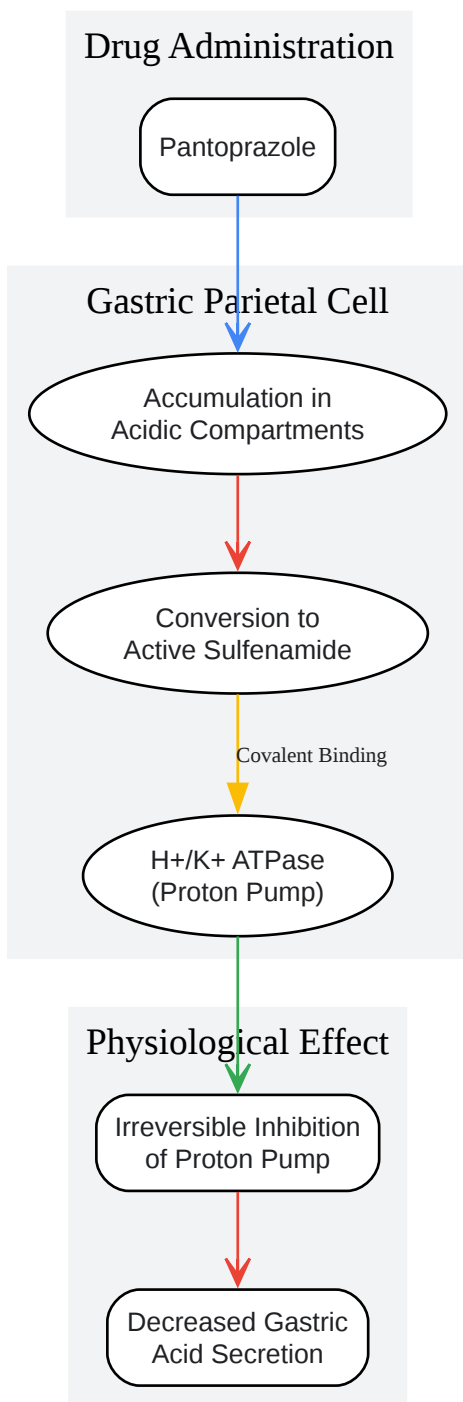 Drug Administration
Pantoprazole
Gastric Parietal Cell
Accumulation in
Acidic Compartments
Conversion to
Active Sulfenamide
Covalent Binding
H+/K+ ATPase
(Proton Pump)
Physiological Effect
Irreversible Inhibition
of Proton Pump
Decreased Gastric
Acid Secretion